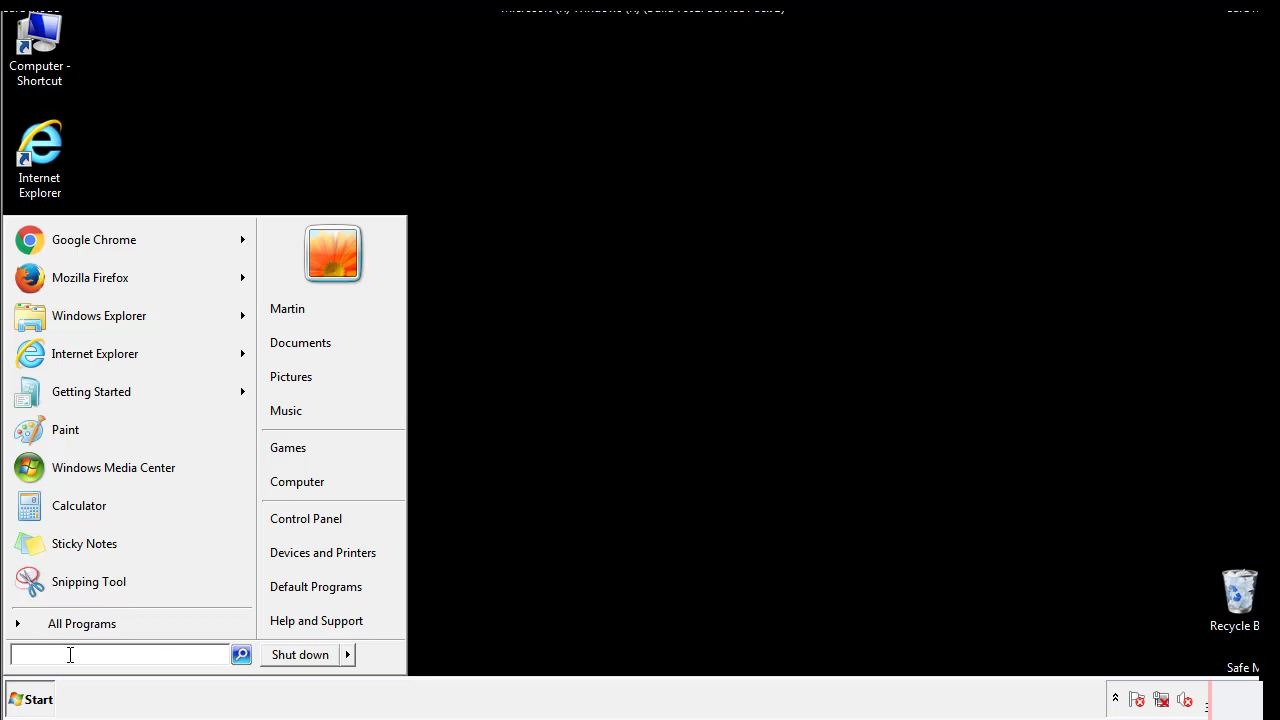 Computer -
Shortcut
Internet
Explorer
Google Chrome
Mozilla Firefox
Windows Explorer
Internet Explorer
Getting Started
Paint
Windows Media Center
Calculator
Sticky Notes
Snipping Tool
All Programs
Martin
Documents
Pictures
Music
Games
Computer
Control Panel
Devices and Printers
Default Programs
Help and Support
Shut down
Recycle B
Safe M
Start